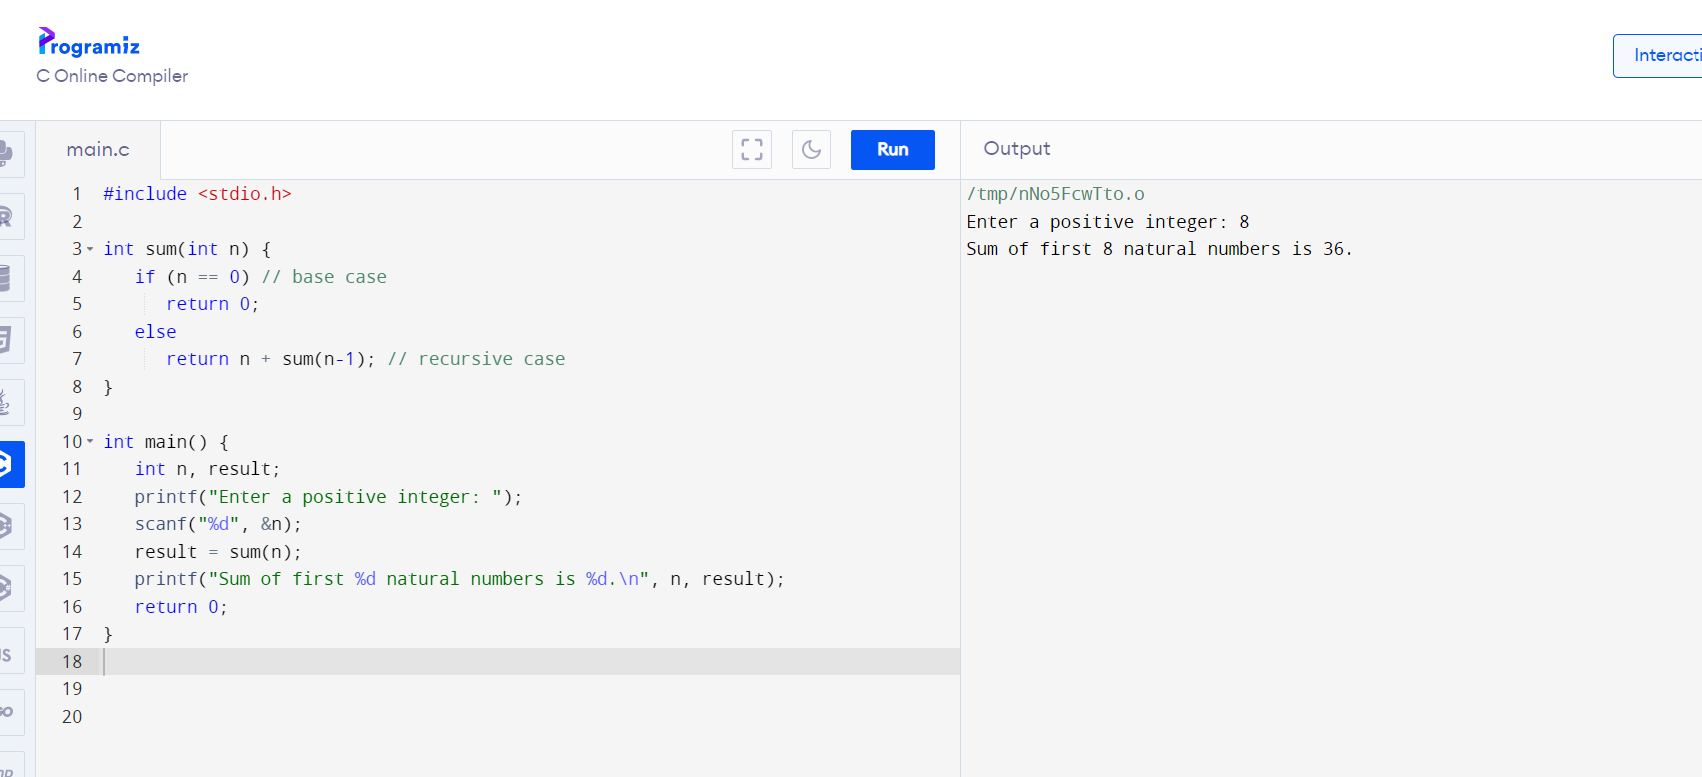 Programiz
C Online Compiler
main.c
Run
Output
1 #include <stdio.h>
2
3 int sum(int n) {
4    if (n == 0) // base case
5       return 0;
6    else
7       return n + sum(n-1); // recursive case
8 }
9
10 int main() {
11    int n, result;
12    printf("Enter a positive integer: ");
13    scanf("%d", &n);
14    result = sum(n);
15    printf("Sum of first %d natural numbers is %d.\n", n, result);
16    return 0;
17 }
18
19
20
/tmp/nNo5FcwTto.o
Enter a positive integer: 8
Sum of first 8 natural numbers is 36.